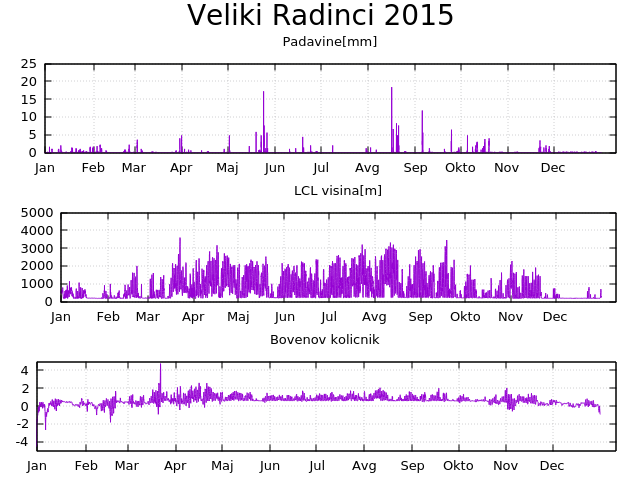 Veliki Radinci 2015
Padavine[mm]
25
20
15
10
5
0
Jan Feb Mar Apr Maj Jun Jul Avg Sep Okto Nov Dec
LCL visina[m]
5000
4000
3000
2000
1000
0
Jan Feb Mar Apr Maj Jun Jul Avg Sep Okto Nov Dec
Bovenov kolicnik
4
2
0
-2
-4
Jan Feb Mar Apr Maj Jun Jul Avg Sep Okto Nov Dec